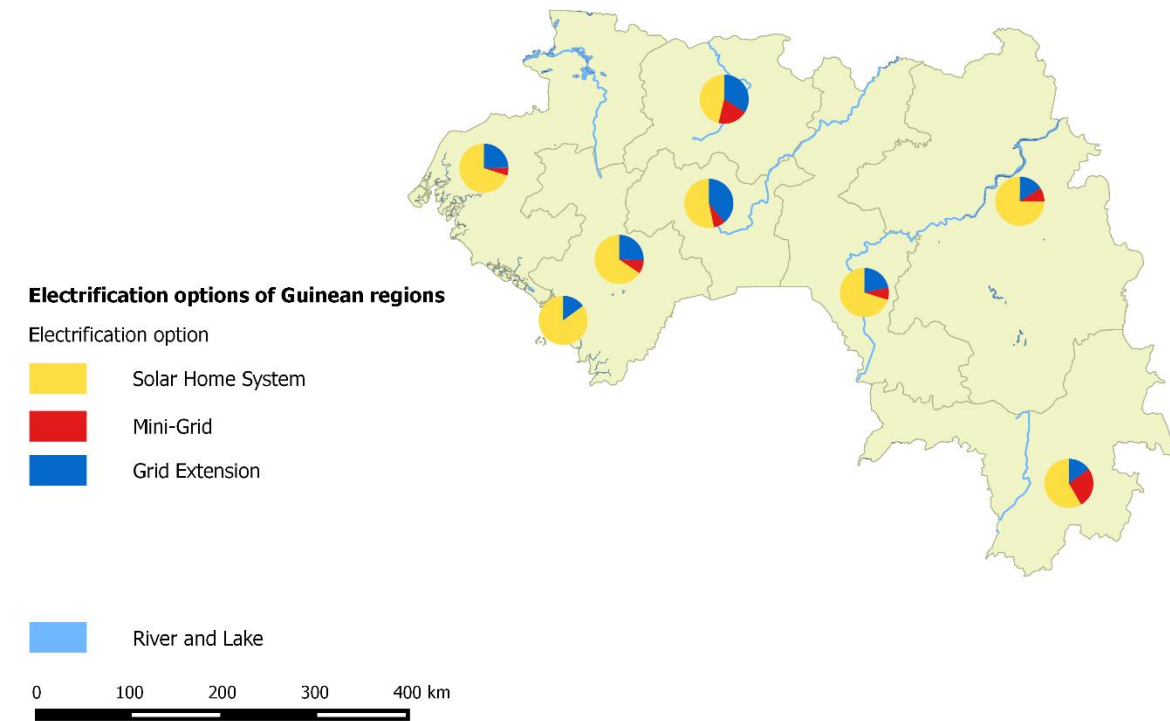 Electrification options of Guinean regions
Electrification option
Solar Home System
Mini-Grid
Grid Extension
River and Lake
0 100 200 300 400 km